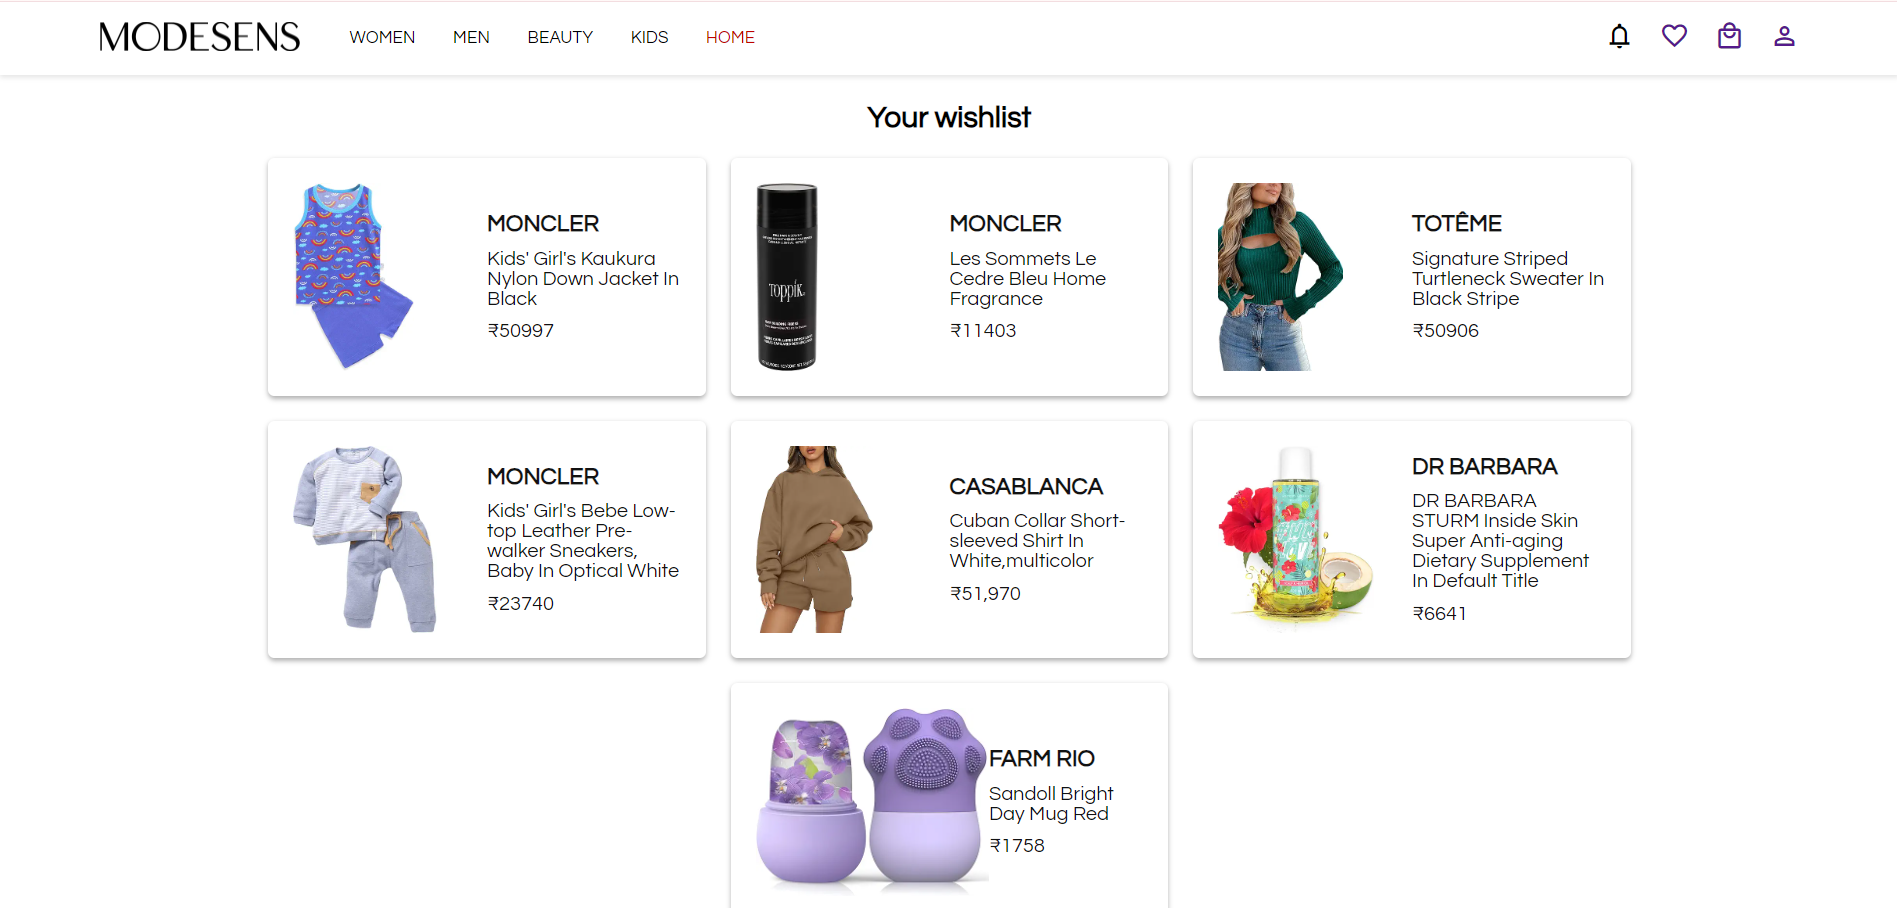 MODESENS
WOMEN
MEN
BEAUTY
KIDS
HOME
Your wishlist
MONCLER
Kids' Girl's Kaukura
Nylon Down Jacket In
Black
₹50997
toppik.
MONCLER
Les Sommets Le
Cedre Bleu Home
Fragrance
₹11403
TOTÊME
Signature Striped
Turtleneck Sweater In
Black Stripe
₹50906
MONCLER
Kids' Girl's Bebe Low-
top Leather Pre-
walker Sneakers,
Baby In Optical White
₹23740
CASABLANCA
Cuban Collar Short-
sleeved Shirt In
White,multicolor
₹51,970
DR BARBARA
DR BARBARA
STURM Inside Skin
Super Anti-aging
Dietary Supplement
In Default Title
₹6641
FARM RIO
Sandoll Bright
Day Mug Red
₹1758